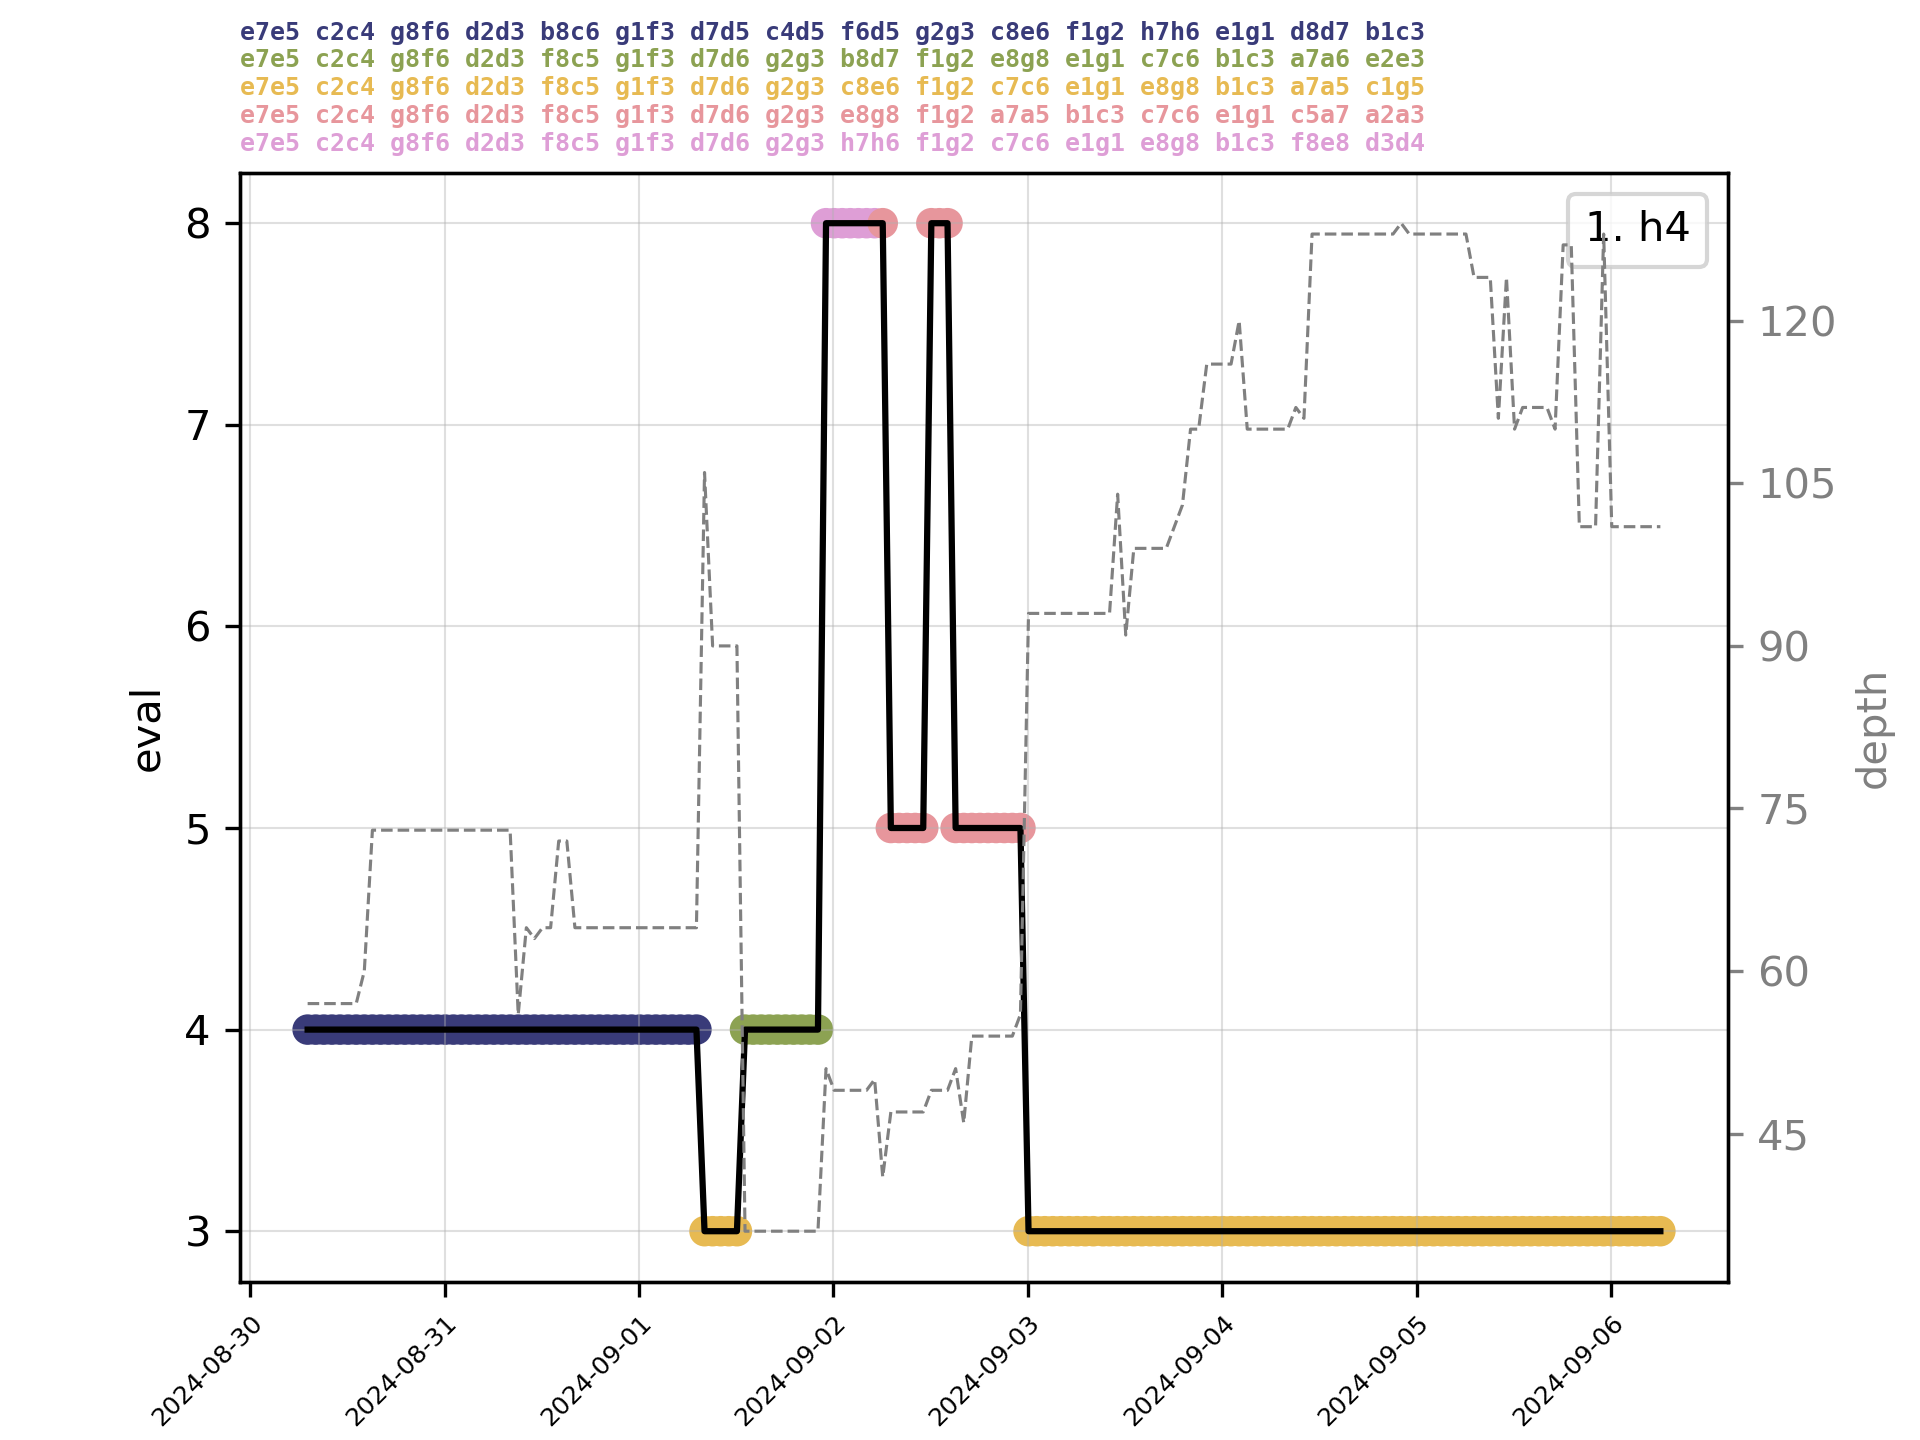 e7e5 c2c4 g8f6 d2d3 b8c6 g1f3 d7d5 c4d5 f6d5 g2g3 c8e6 f1g2 h7h6 e1g1 d8d7 b1c3
e7e5 c2c4 g8f6 d2d3 f8c5 g1f3 d7d6 g2g3 b8d7 f1g2 e8g8 e1g1 c7c6 b1c3 a7a6 e2e3
e7e5 c2c4 g8f6 d2d3 f8c5 g1f3 d7d6 g2g3 c8e6 f1g2 c7c6 e1g1 e8g8 b1c3 a7a5 c1g5
e7e5 c2c4 g8f6 d2d3 f8c5 g1f3 d7d6 g2g3 e8g8 f1g2 a7a5 b1c3 c7c6 e1g1 c5a7 a2a3
e7e5 c2c4 g8f6 d2d3 f8c5 g1f3 d7d6 g2g3 h7h6 f1g2 c7c6 e1g1 e8g8 b1c3 f8e8 d3d4
1. h4
8
7
6
5
4
3
eval
120
105
90
75
60
45
depth
2024-08-30
2024-08-31
2024-09-01
2024-09-02
2024-09-03
2024-09-04
2024-09-05
2024-09-06